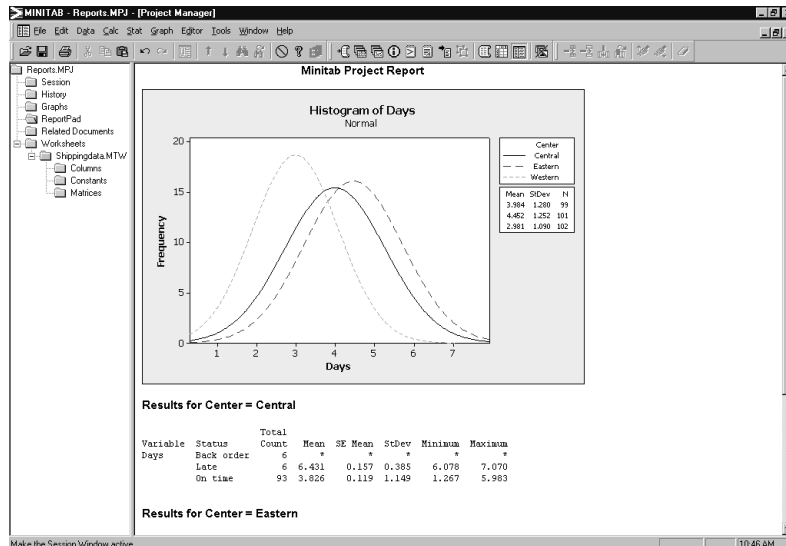 MINITAB - Reports.MPJ - [Project Manager]
File Edit Data Calc Stat Graph Editor Tools Window Help
Reports.MPJ
Session
History
Graphs
ReportPad
Related Documents
Worksheets
Shippingdata.MTW
Columns
Constants
Matrices
Minitab Project Report
Histogram of Days
Normal
Frequency
20
15
10
5
0
1 2 3 4 5 6 7
Days
Center
Central
Eastern
Western
Mean StDev N
3.984 1.280 99
4.452 1.252 101
2.981 1.090 102
Results for Center = Central
Total
Variable Status Count Mean SE Mean StDev Minimum Maximum
Days Back order 6 * * * * *
Late 6 6.431 0.157 0.385 6.078 7.070
On time 93 3.826 0.119 1.149 1.267 5.983
Results for Center = Eastern
Make the Session Window active
10:46 AM